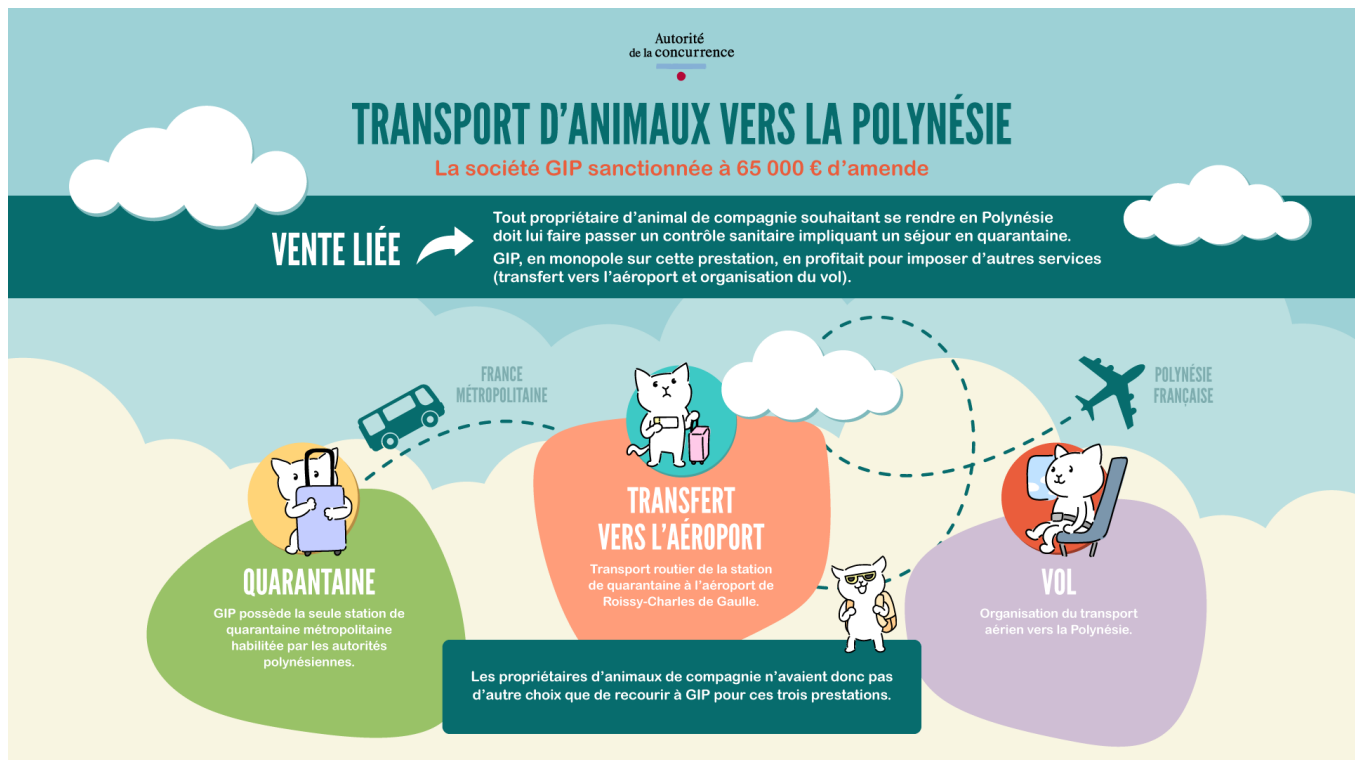 Autorité
de la concurrence
TRANSPORT D'ANIMAUX VERS LA POLYNÉSIE
La société GIP sanctionnée à 65 000 € d'amende
VENTE LIÉE
Tout propriétaire d'animal de compagnie souhaitant se rendre en Polynésie
doit lui faire passer un contrôle sanitaire impliquant un séjour en quarantaine.
GIP, en monopole sur cette prestation, en profitait pour imposer d'autres services
(transfert vers l'aéroport et organisation du vol).
FRANCE
MÉTROPOLITAINE
POLYNÉSIE
FRANÇAISE
QUARANTAINE
GIP possède la seule station de
quarantaine métropolitaine
habilitée par les autorités
polynésiennes.
TRANSFERT
VERS L'AÉROPORT
Transport routier de la station
de quarantaine à l'aéroport de
Roissy-Charles de Gaulle.
VOL
Organisation du transport
aérien vers la Polynésie.
Les propriétaires d'animaux de compagnie n'avaient donc pas
d'autre choix que de recourir à GIP pour ces trois prestations.